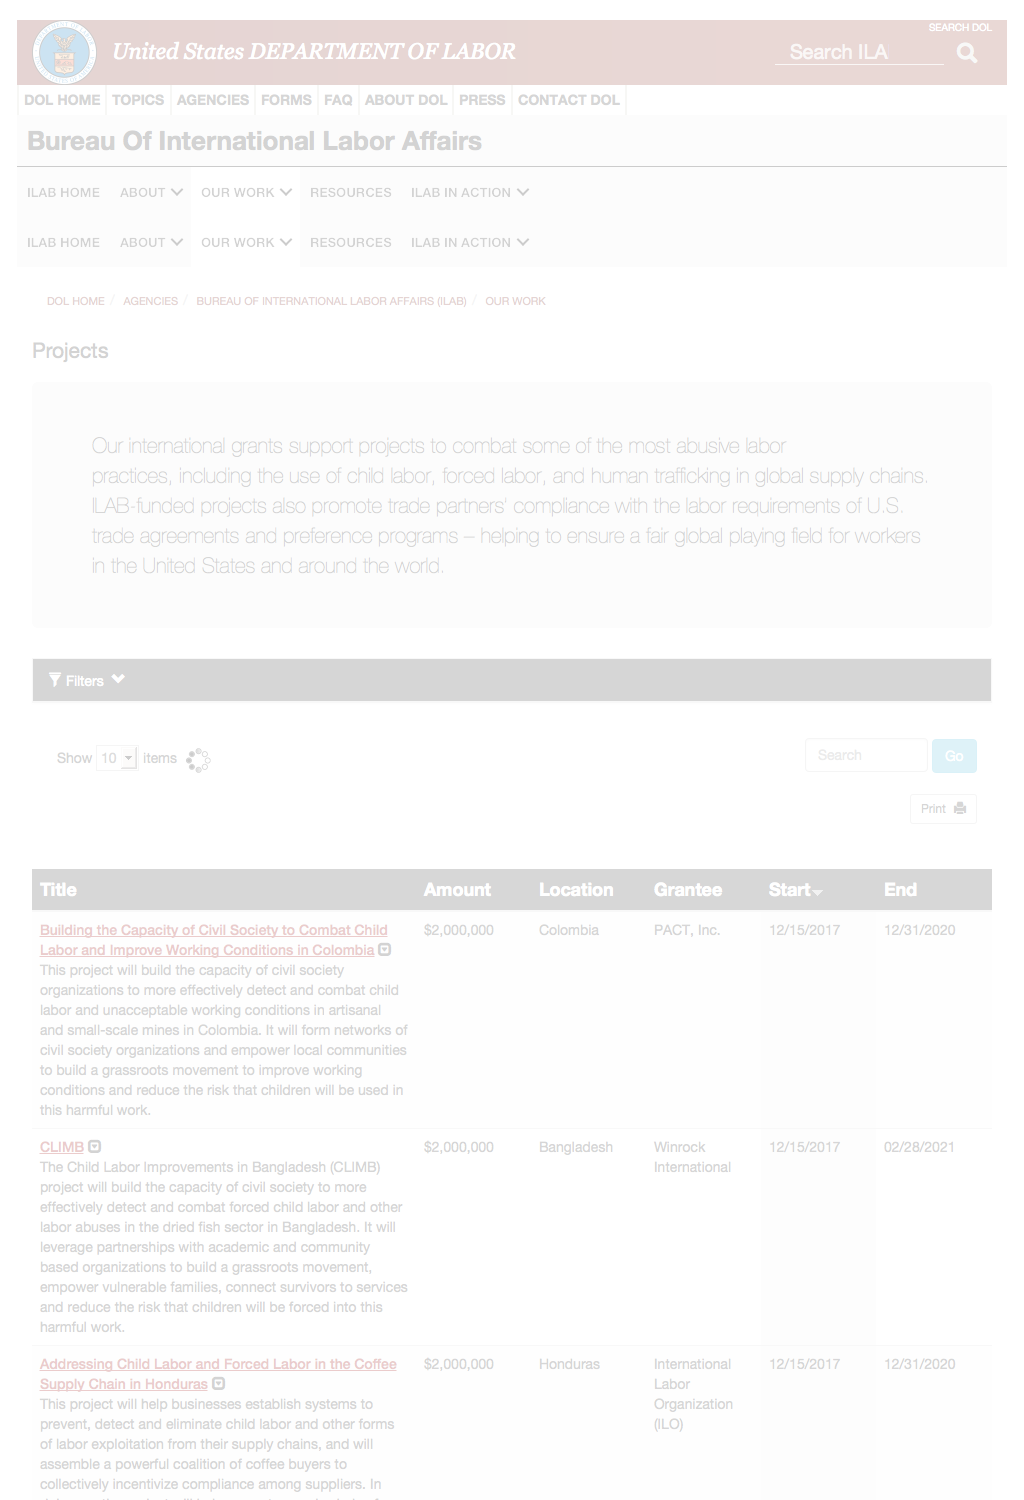 SEARCH DOL
United States DEPARTMENT OF LABOR
Search ILA
DOL HOME TOPICS AGENCIES FORMS FAQ ABOUT DOL PRESS CONTACT DOL
Bureau Of International Labor Affairs
ILAB HOME ABOUT OUR WORK RESOURCES ILAB IN ACTION
ILAB HOME ABOUT OUR WORK RESOURCES ILAB IN ACTION
DOL HOME / AGENCIES / BUREAU OF INTERNATIONAL LABOR AFFAIRS (ILAB) / OUR WORK
Projects
Our international grants support projects to combat some of the most abusive labor
practices, including the use of child labor, forced labor, and human trafficking in global supply chains.
ILAB-funded projects also promote trade partners' compliance with the labor requirements of U.S.
trade agreements and preference programs – helping to ensure a fair global playing field for workers
in the United States and around the world.
Filters
Show 10 items
Search Go
Print
Title Amount Location Grantee Start End
Building the Capacity of Civil Society to Combat Child $2,000,000 Colombia PACT, Inc. 12/15/2017 12/31/2020
Labor and Improve Working Conditions in Colombia
This project will build the capacity of civil society
organizations to more effectively detect and combat child
labor and unacceptable working conditions in artisanal
and small-scale mines in Colombia. It will form networks of
civil society organizations and empower local communities
to build a grassroots movement to improve working
conditions and reduce the risk that children will be used in
this harmful work.
CLIMB $2,000,000 Bangladesh Winrock 12/15/2017 02/28/2021
The Child Labor Improvements in Bangladesh (CLIMB) International
project will build the capacity of civil society to more
effectively detect and combat forced child labor and other
labor abuses in the dried fish sector in Bangladesh. It will
leverage partnerships with academic and community
based organizations to build a grassroots movement,
empower vulnerable families, connect survivors to services
and reduce the risk that children will be forced into this
harmful work.
Addressing Child Labor and Forced Labor in the Coffee $2,000,000 Honduras International 12/15/2017 12/31/2020
Supply Chain in Honduras Labor
This project will help businesses establish systems to Organization
prevent, detect and eliminate child labor and other forms (ILO)
of labor exploitation from their supply chains, and will
assemble a powerful coalition of coffee buyers to
collectively incentivize compliance among suppliers. In